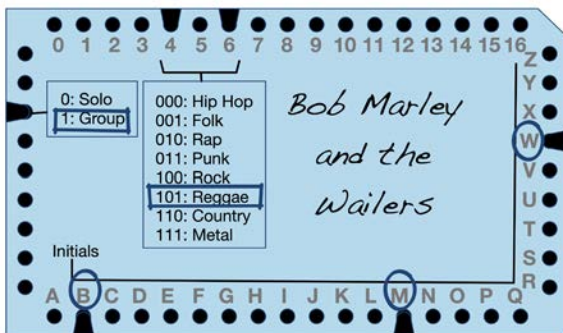 0 1 2 3 4 5 6 7 8 9 10 11 12 13 14 15 16
0: Solo
1: Group
000: Hip Hop
001: Folk
010: Rap
011: Punk
100: Rock
101: Reggae
110: Country
111: Metal
Bob Marley
and the
Wailers
Z
Y
X
W
V
U
T
S
R
Initials
A B C D E F G H I J K L M N O P Q